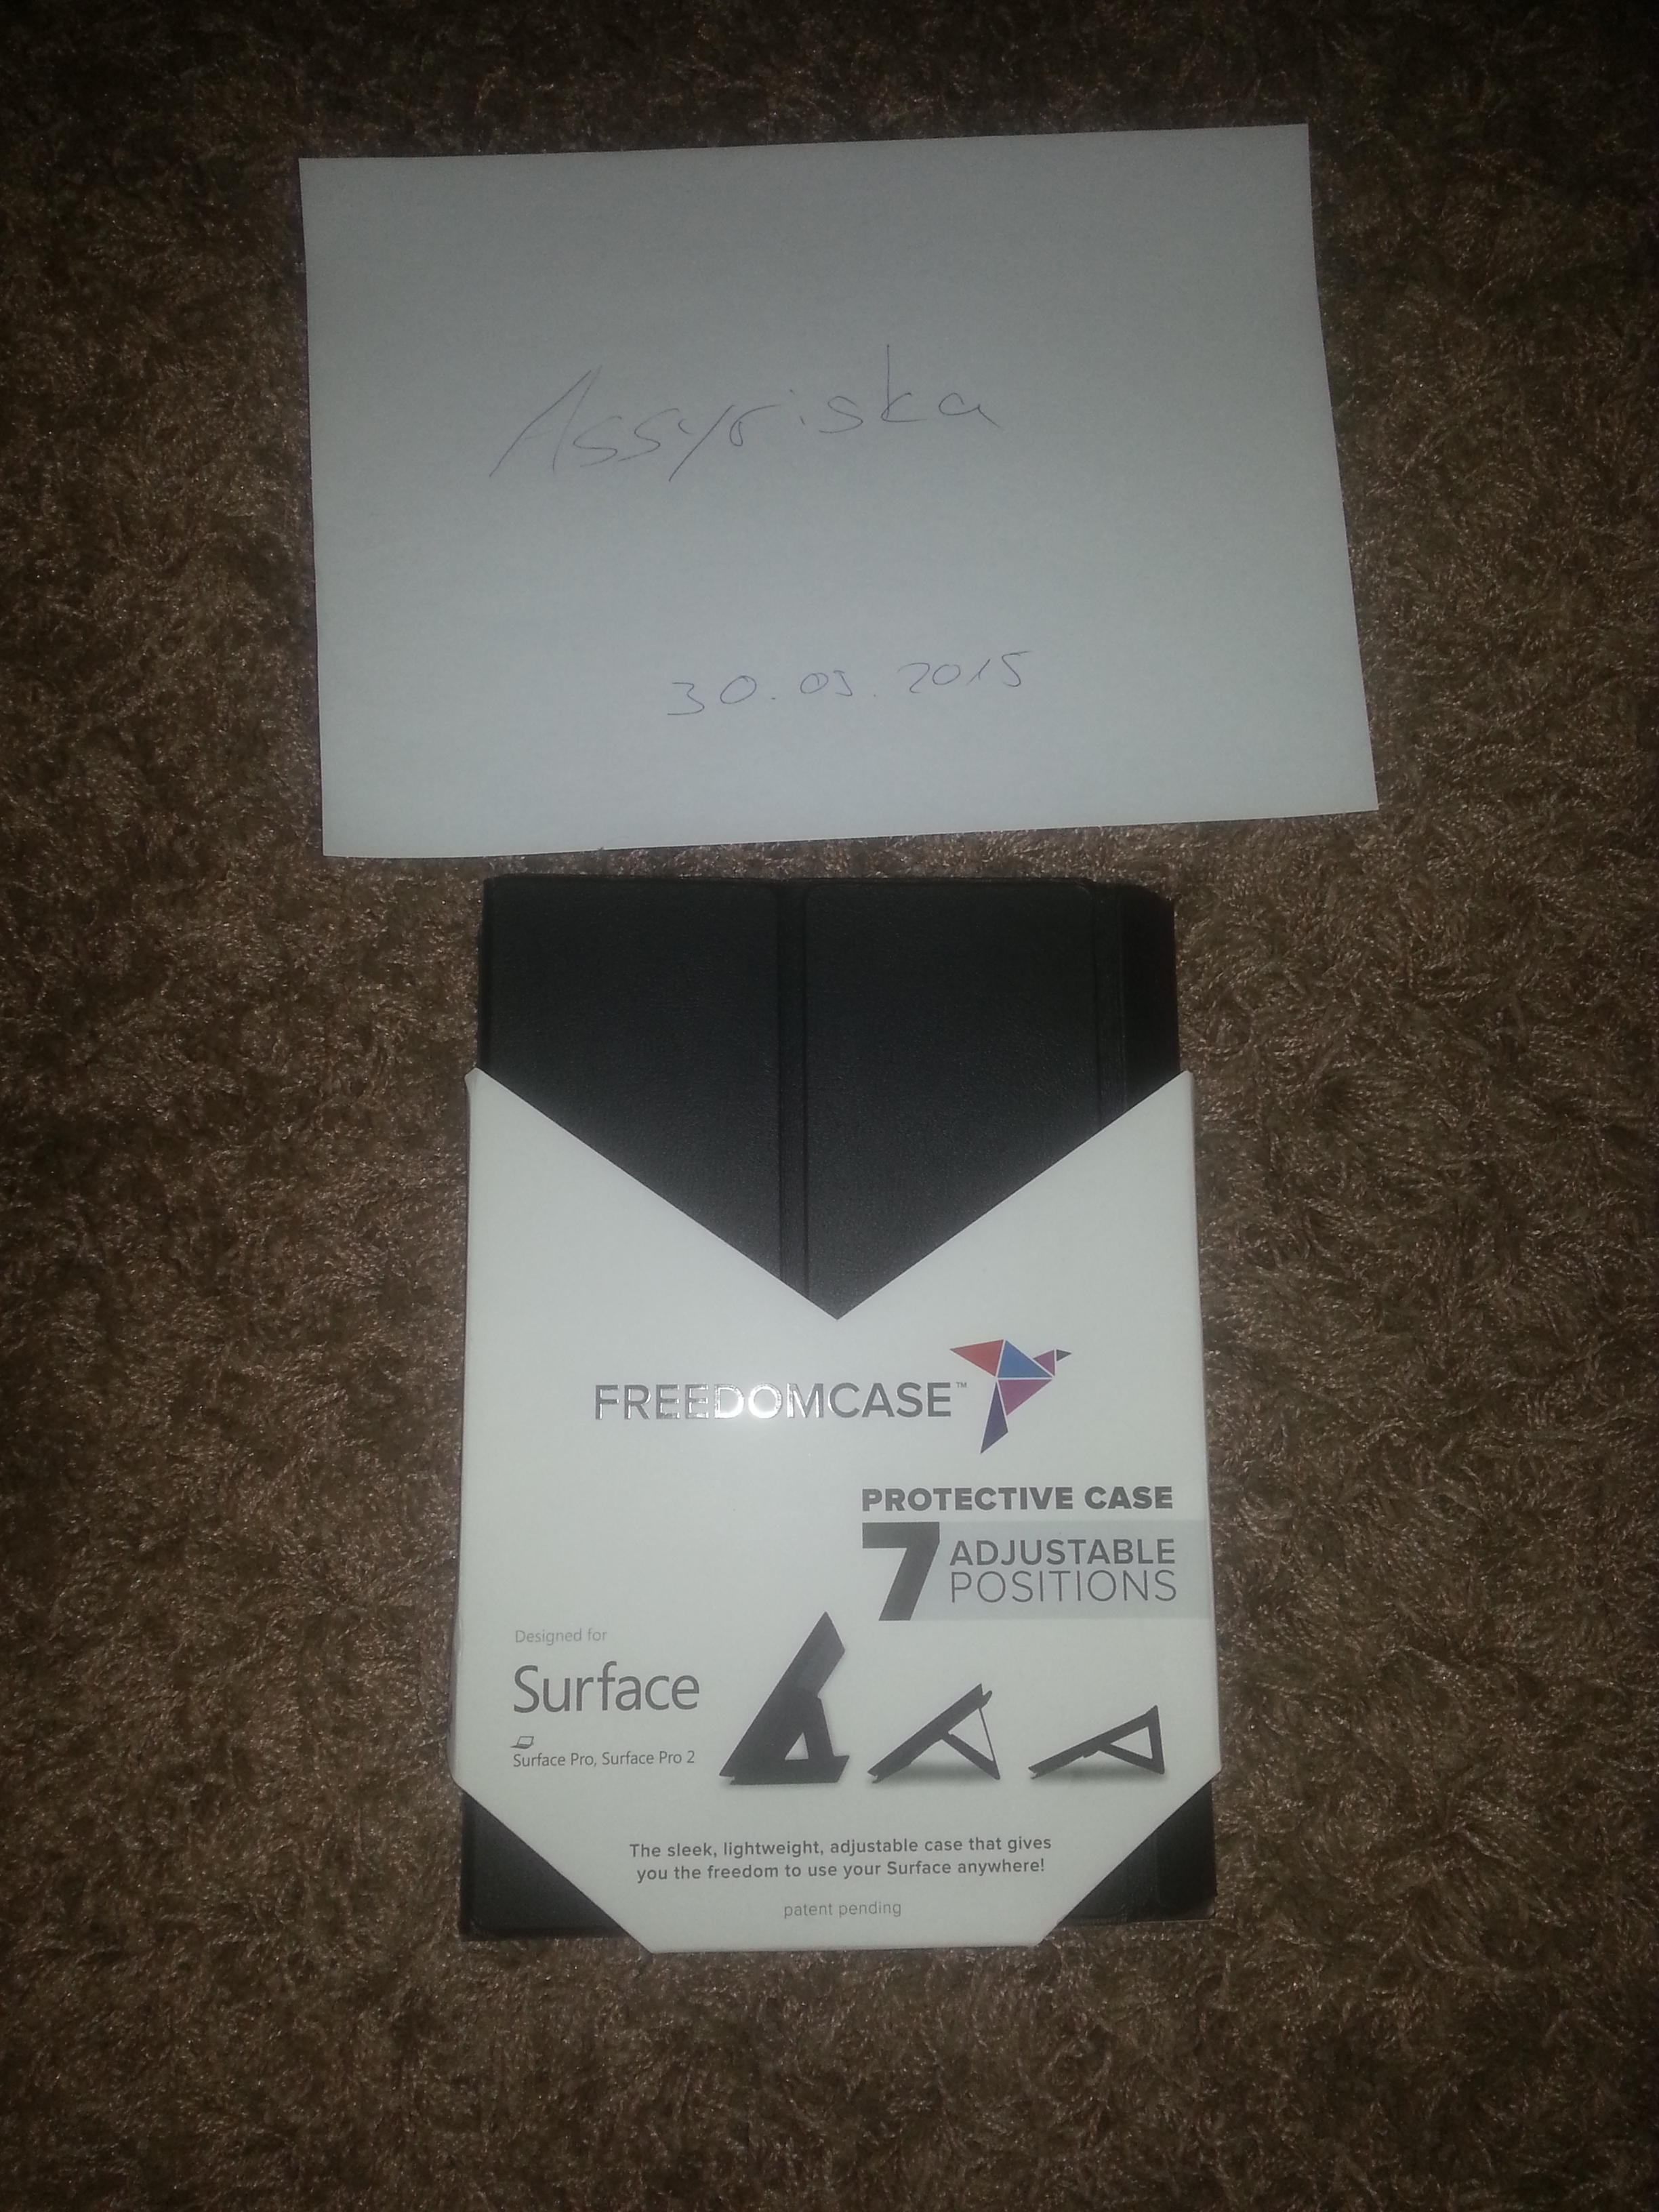 Assyriska
30.03.2015
FREEDOMCASE™
PROTECTIVE CASE
7 ADJUSTABLE
POSITIONS
Designed for
Surface
Surface Pro, Surface Pro 2
The sleek, lightweight, adjustable case that gives
you the freedom to use your Surface anywhere!
patent pending